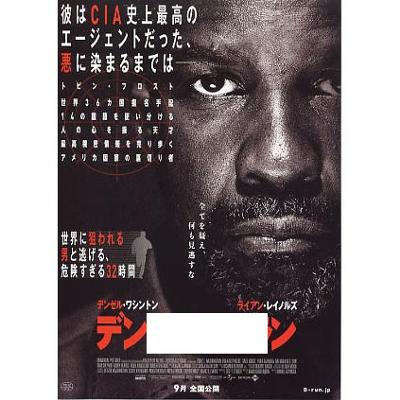 彼はCIA史上最高の
エージェントだった、
悪に染まるまでは
トビン・フロスト
世界36カ国指名手配
14の言語を使い分ける
人の心を操る天才
最高機密情報を売り歩く
アメリカ国家の裏切り者
全てを疑え、
何も見逃すな
世界に狙われる
男と逃げる、
危険すぎる32時間
デンゼル・ワシントン
ライアン・レイノルズ
デン
ン
9月 全国公開
D-run.jp